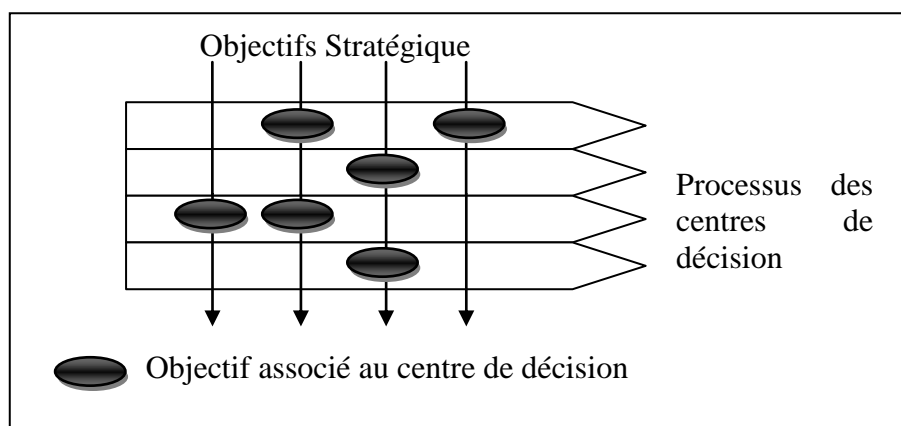 Objectifs Stratégique
Processus des
centres de
décision
Objectif associé au centre de décision